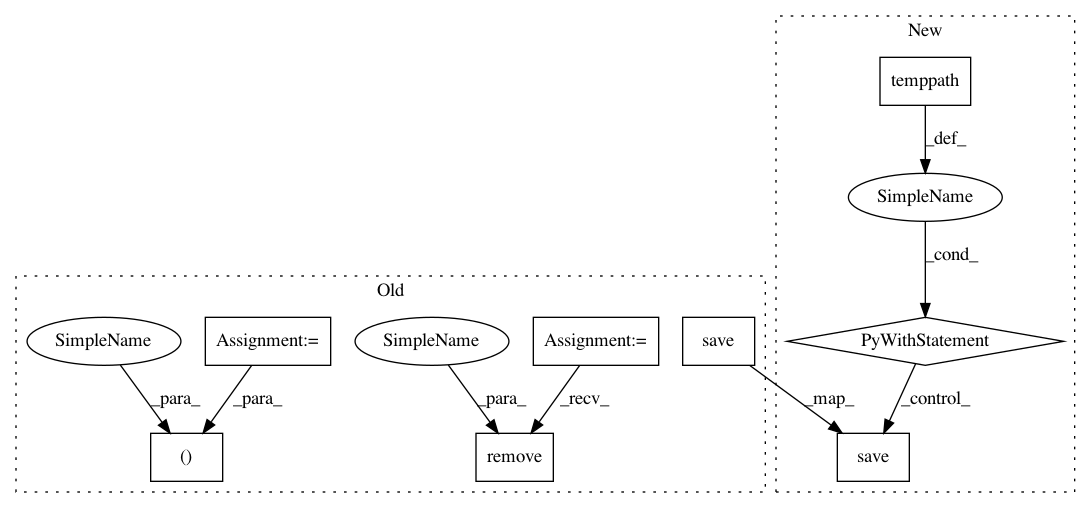 New
temppath
_def_
SimpleName
_cond_
Old
SimpleName
Assignment:=
SimpleName
Assignment:=
save
PyWithStatement
_para_
_para_
_para_
_recv_
_map_
_control_
()
remove
save